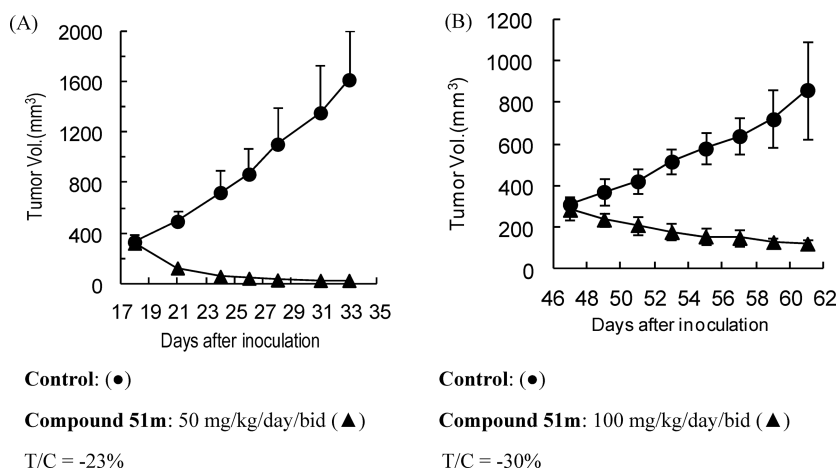 (A)
2000
1600
1200
800
400
0
Tumor Vol.(mm³)
17 19 21 23 25 27 29 31 33 35
Days after inoculation
Control: (●)
Compound 51m: 50 mg/kg/day/bid (▲)
T/C = -23%
(B)
1200
1000
800
600
400
200
0
Tumor Vol.(mm³)
46 48 50 52 54 56 58 60 62
Days after inoculation
Control: (●)
Compound 51m: 100 mg/kg/day/bid (▲)
T/C = -30%